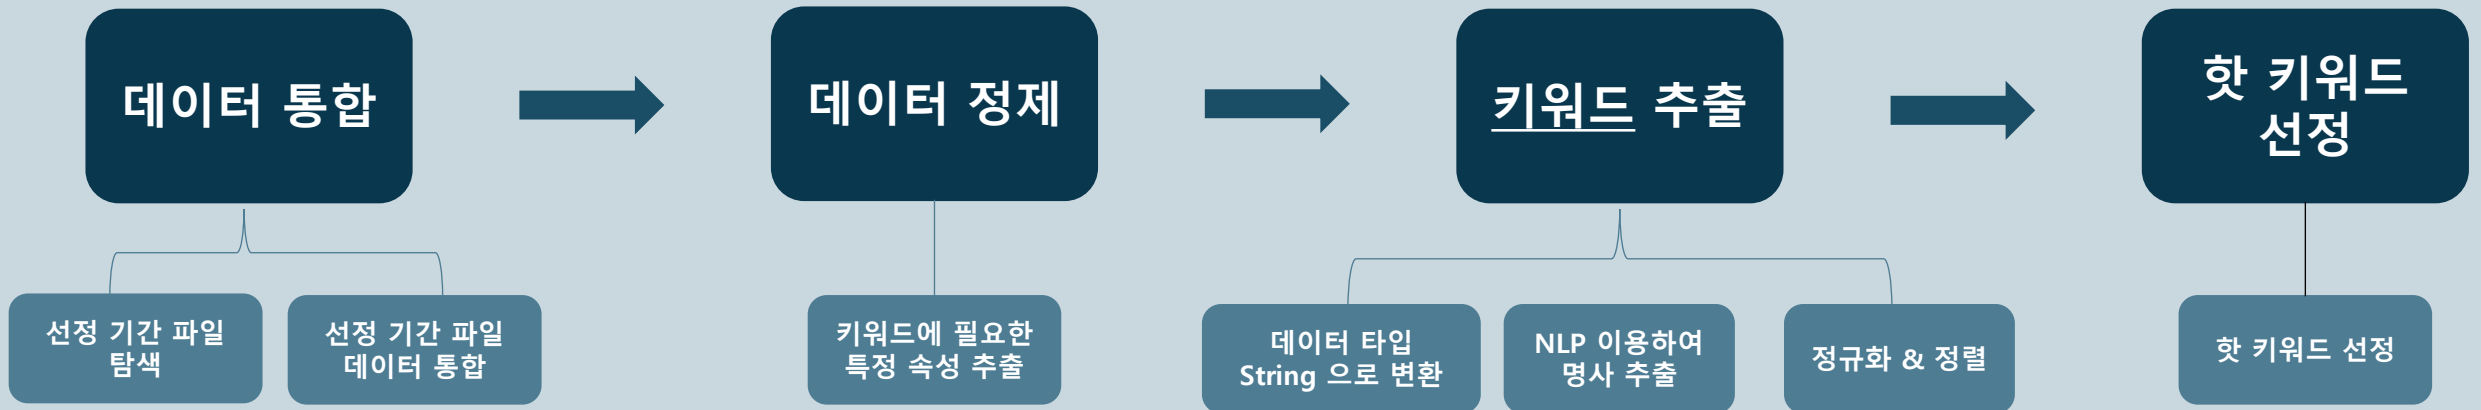 데이터 통합
데이터 정제
키워드 추출
핫 키워드
선정
선정 기간 파일
탐색
선정 기간 파일
데이터 통합
키워드에 필요한
특정 속성 추출
데이터 타입
String 으로 변환
NLP 이용하여
명사 추출
정규화 & 정렬
핫 키워드 선정